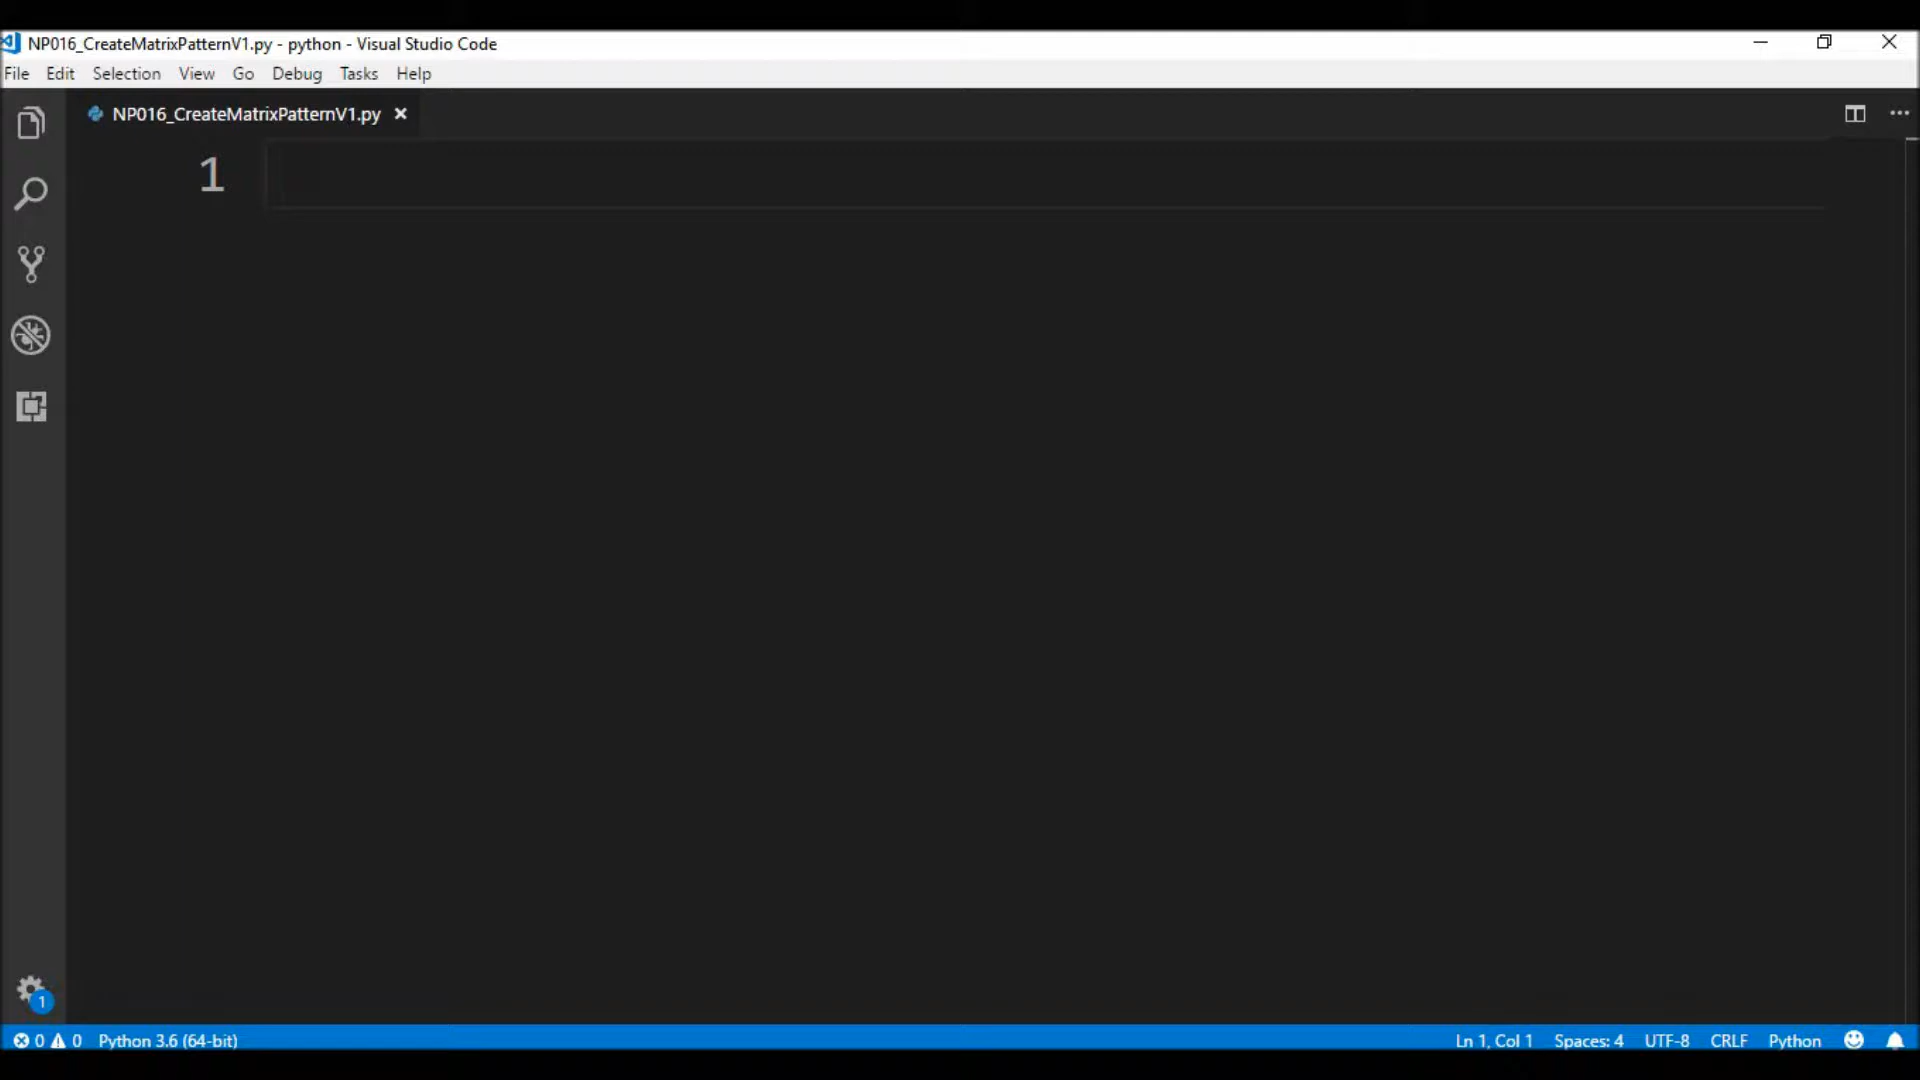 NP016_CreateMatrixPatternV1.py - python - Visual Studio Code
File Edit Selection View Go Debug Tasks Help
NP016_CreateMatrixPatternV1.py
1
1
0 0 Python 3.6 (64-bit) Ln 1, Col 1 Spaces: 4 UTF-8 CRLF Python